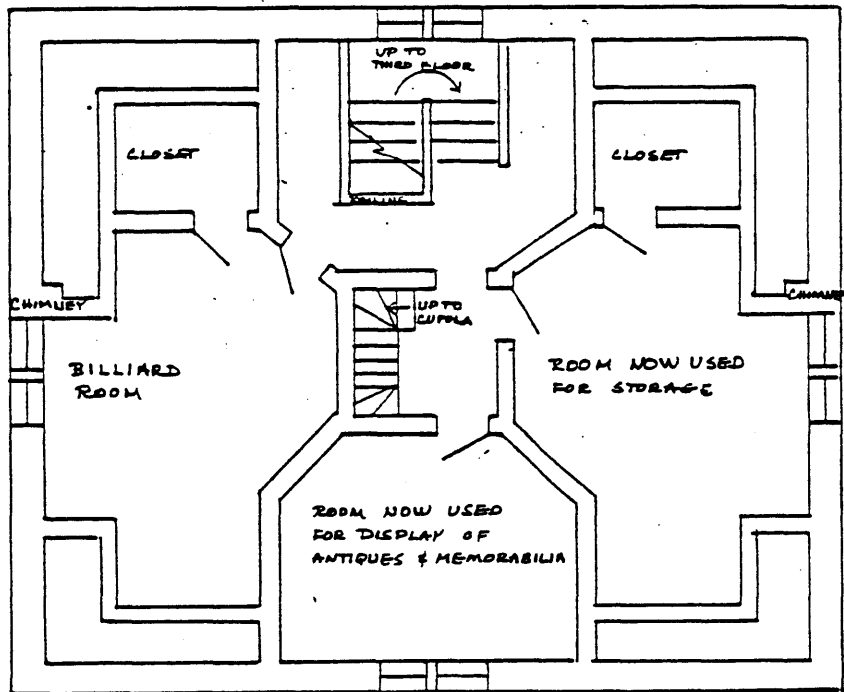 UP TO
THIRD FLOOR
CLOSET
CLOSET
RAILING
CHIMNEY
UP TO
CUPOLA
CHIMNE
BILLIARD
ROOM
ROOM NOW USED
FOR STORAGE
ROOM NOW USED
FOR DISPLAY OF
ANTIQUES & MEMORABILIA